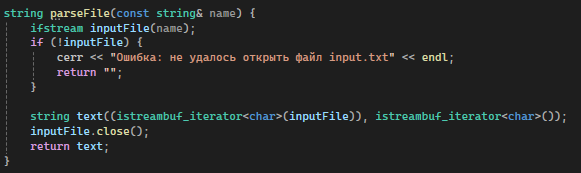 string parseFile(const string& name) {
    ifstream inputFile(name);
    if (!inputFile) {
        cerr << "Ошибка: не удалось открыть файл input.txt" << endl;
        return "";
    }

    string text((istreambuf_iterator<char>(inputFile)), istreambuf_iterator<char>());
    inputFile.close();
    return text;
}